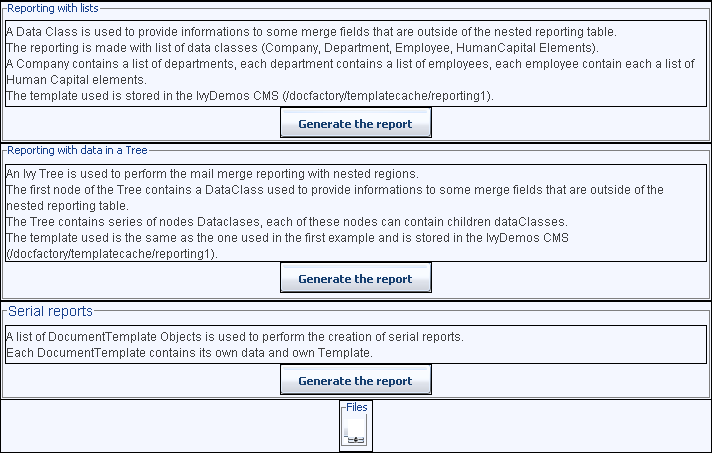 Reporting with lists
A Data Class is used to provide informations to some merge fields that are outside of the nested reporting table.
The reporting is made with list of data classes (Company, Department, Employee, HumanCapital Elements).
A Company contains a list of departments, each department contains a list of employees, each employee contain each a list of
Human Capital elements.
The template used is stored in the IvyDemos CMS (/docfactory/templatecache/reporting1).
Generate the report
Reporting with data in a Tree
An Ivy Tree is used to perform the mail merge reporting with nested regions.
The first node of the Tree contains a DataClass used to provide informations to some merge fields that are outside of the
nested reporting table.
The Tree contains series of nodes Dataclases, each of these nodes can contain children dataClasses.
The template used is the same as the one used in the first example and is stored in the IvyDemos CMS
(/docfactory/templatecache/reporting1).
Generate the report
Serial reports
A list of DocumentTemplate Objects is used to perform the creation of serial reports.
Each DocumentTemplate contains its own data and own Template.
Generate the report
Files